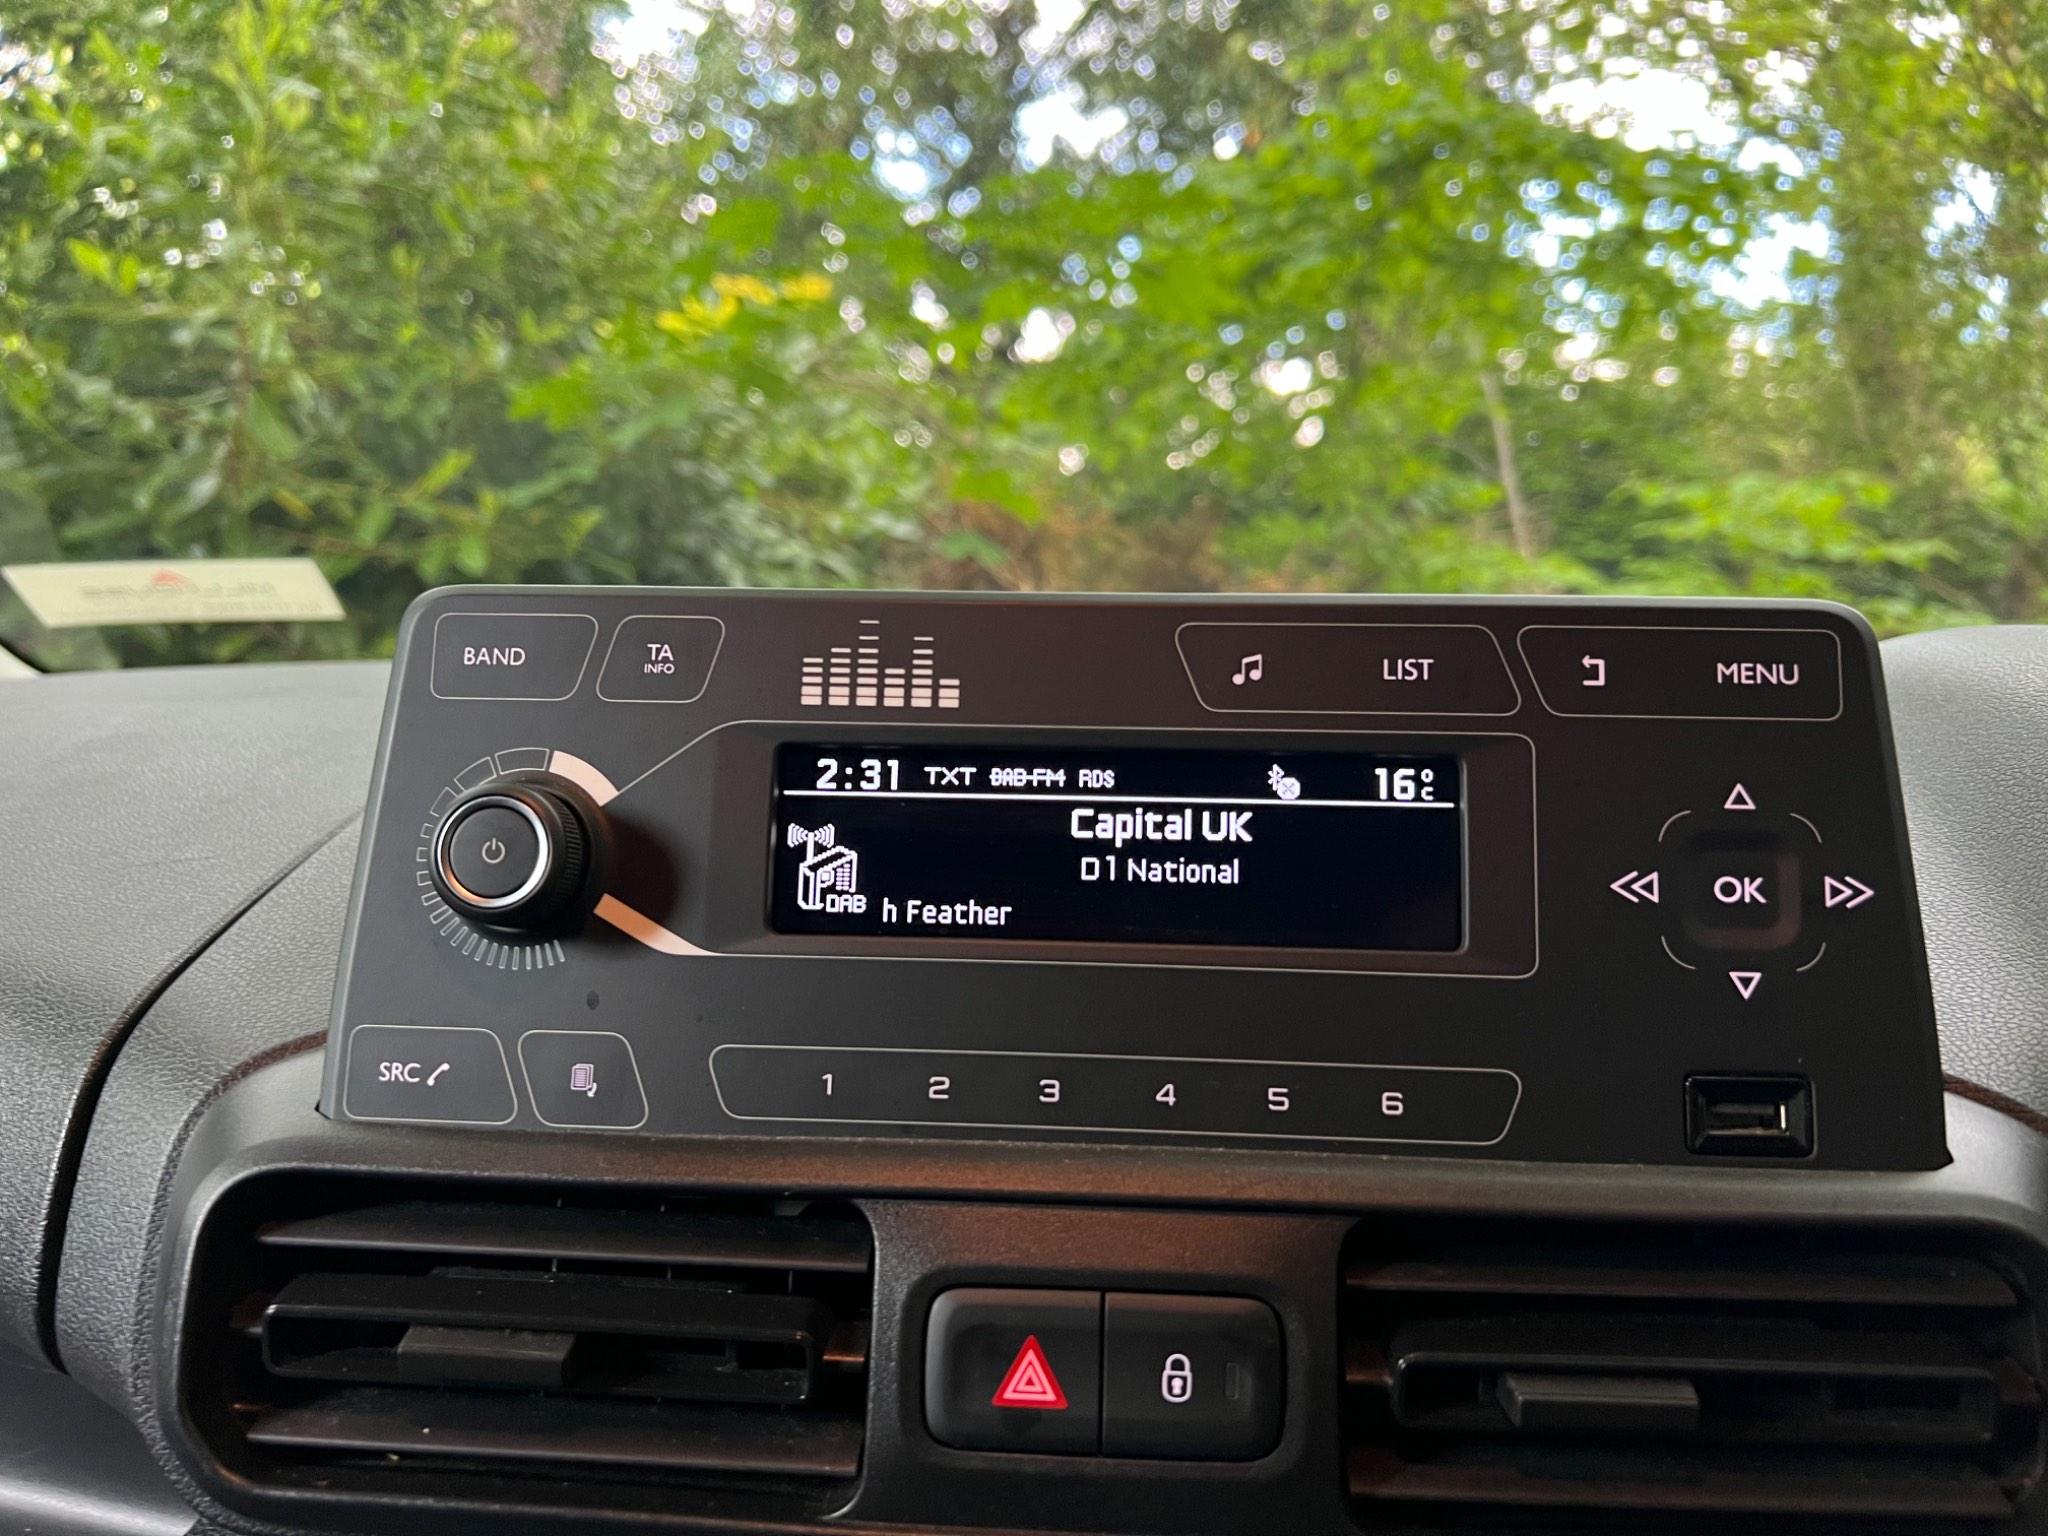 BAND
TA
INFO
LIST
MENU
2:31 TXT DAB-FM RDS 16°C
Capital UK
D1 National
DAB
h Feather
OK
SRC
1 2 3 4 5 6